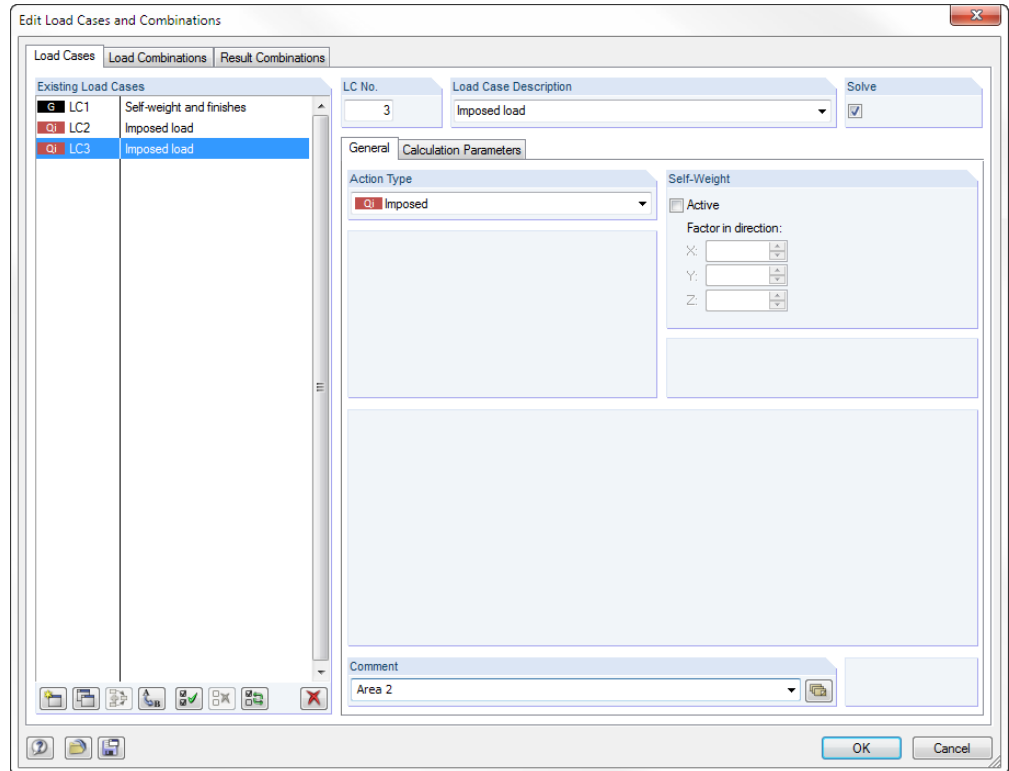 Edit Load Cases and Combinations
Load Cases Load Combinations Result Combinations
Existing Load Cases
G LC1 Self-weight and finishes
Qi LC2 Imposed load
Qi LC3 Imposed load
LC No.
3
Load Case Description
Imposed load
Solve
General Calculation Parameters
Action Type
Qi Imposed
Self-Weight
Active
Factor in direction:
X:
Y:
Z:
Comment
Area 2
OK Cancel